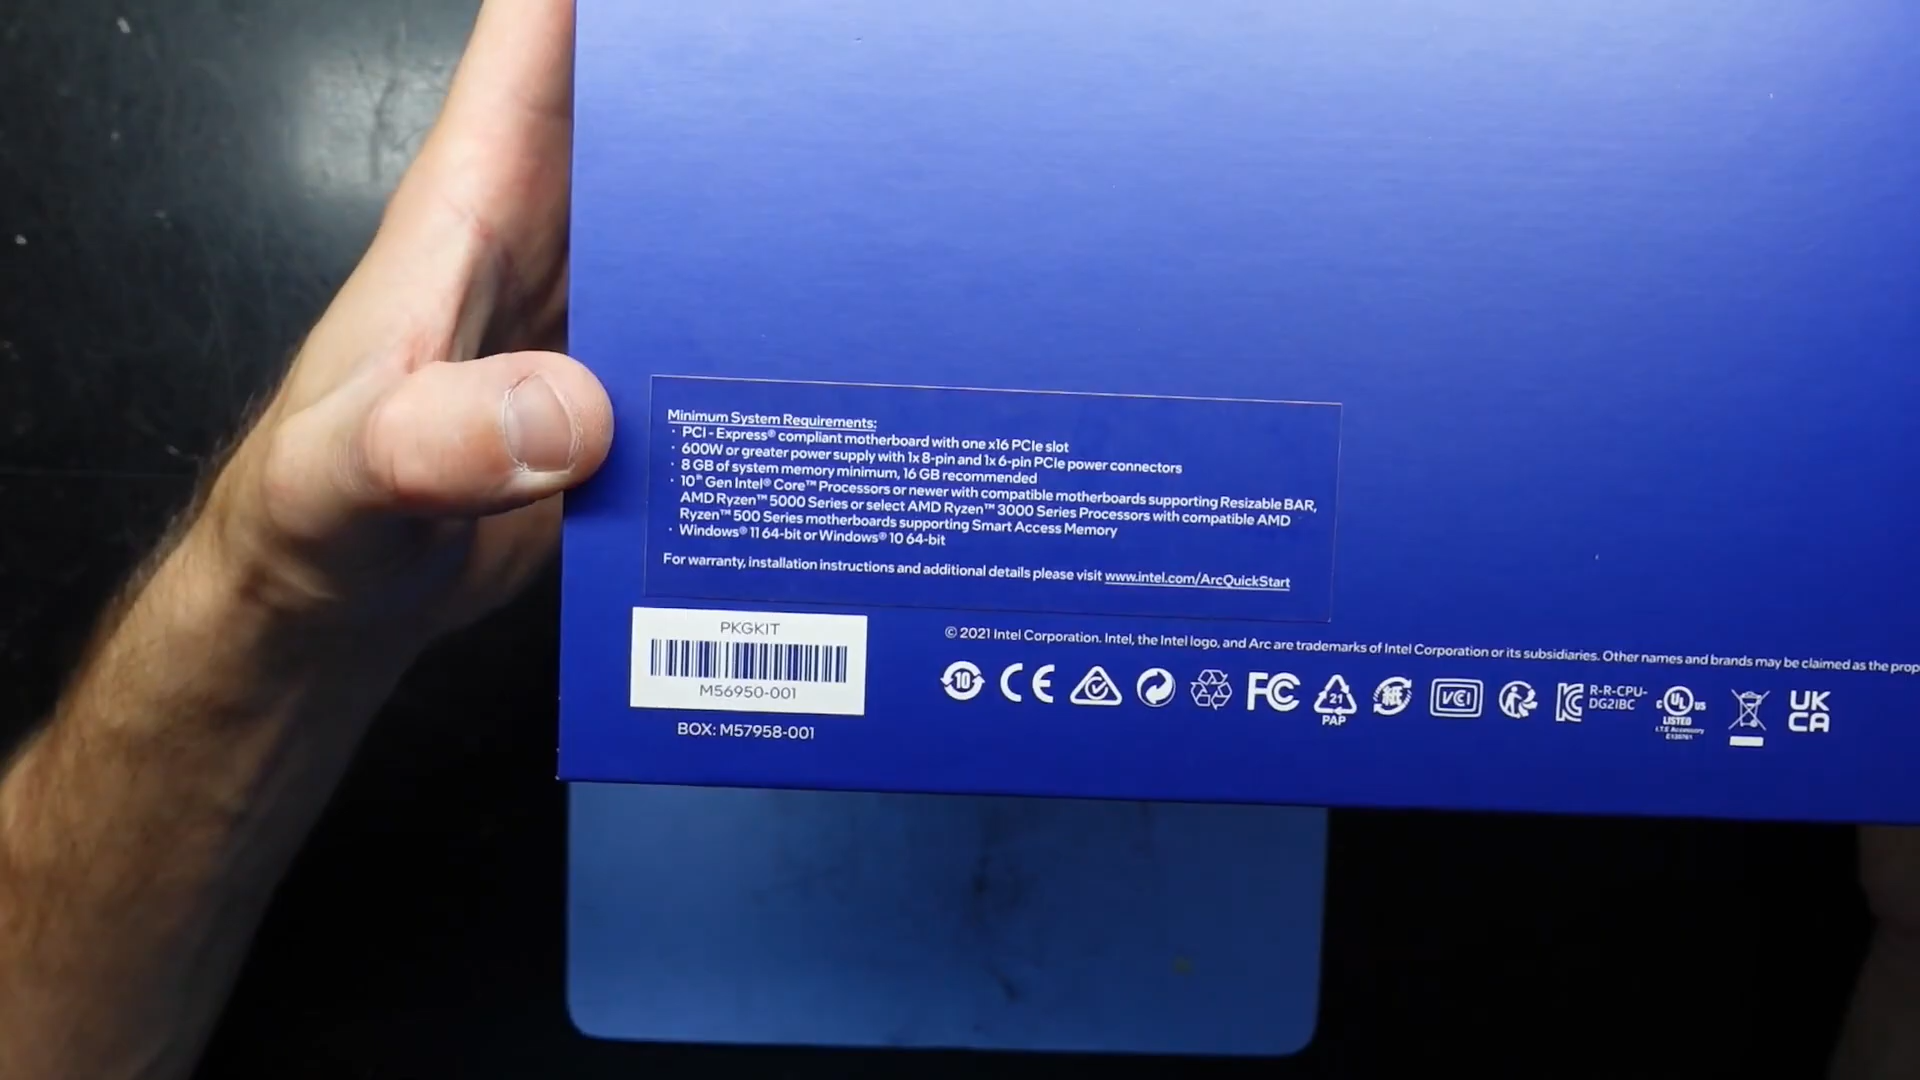 Minimum System Requirements:
· PCI - Express® compliant motherboard with one x16 PCIe slot
· 600W or greater power supply with 1x 8-pin and 1x 6-pin PCIe power connectors
· 8 GB of system memory minimum, 16 GB recommended
· 10th Gen Intel® Core™ Processors or newer with compatible motherboards supporting Resizable BAR,
AMD Ryzen™ 5000 Series or select AMD Ryzen™ 3000 Series Processors with compatible AMD
Ryzen™ 500 Series motherboards supporting Smart Access Memory
· Windows® 11 64-bit or Windows® 10 64-bit
For warranty, installation instructions and additional details please visit www.intel.com/ArcQuickStart
PKGKIT
M56950-001
BOX: M57958-001
© 2021 Intel Corporation. Intel, the Intel logo, and Arc are trademarks of Intel Corporation or its subsidiaries. Other names and brands may be claimed as the prop
10 CE FC 21 紙 VCI R-R-CPU- c UL us UK
PAP DG2IBC LISTED CA
I.T.E. Accessory